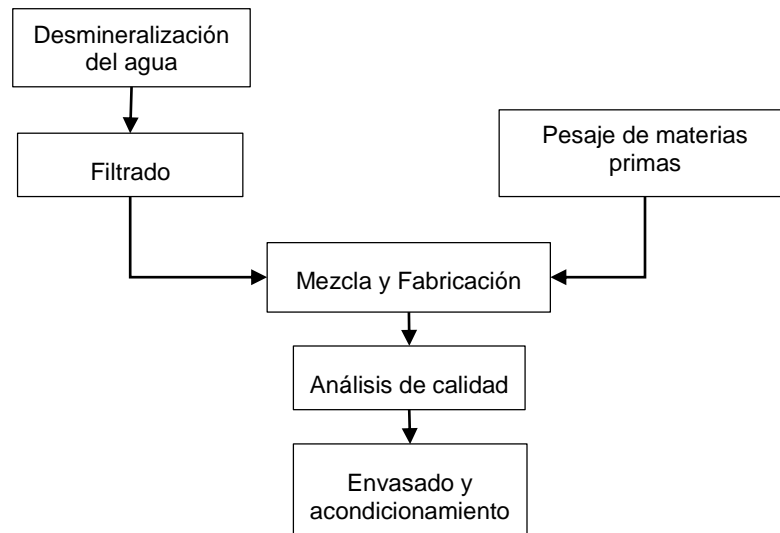 Desmineralización
del agua
Filtrado
Pesaje de materias
primas
Mezcla y Fabricación
Análisis de calidad
Envasado y
acondicionamiento